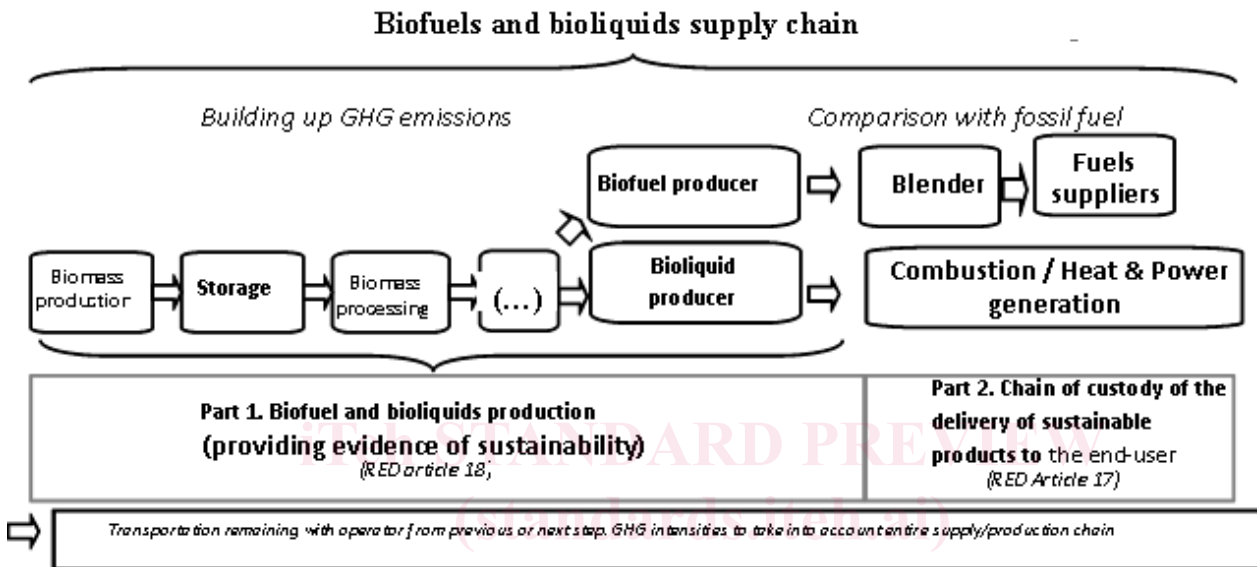 Biofuels and bioliquids supply chain
Building up GHG emissions
Comparison with fossil fuel
Biofuel producer
Blender
Fuels
suppliers
Biomass
production
Storage
Biomass
processing
(...)
Bioliquid
producer
Combustion / Heat & Power
generation
Part 1. Biofuel and bioliquids production
(providing evidence of sustainability)
(RED article 18)
Part 2. Chain of custody of the
delivery of sustainable
products to the end-user
(RED Article 17)
iTeh STANDARD PREVIEW
(standards.iteh.ai)
Transportation remaining with operator from previous or next step. GHG intensities to take into account entire supply/production chain